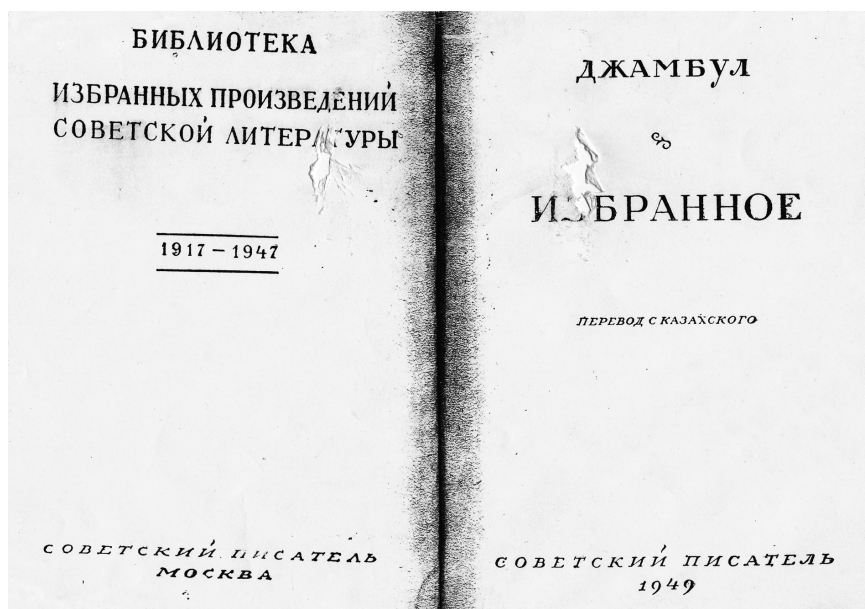 БИБЛИОТЕКА
ИЗБРАННЫХ ПРОИЗВЕДЕНИЙ
СОВЕТСКОЙ ЛИТЕРАТУРЫ
1917 – 1947
СОВЕТСКИЙ ПИСАТЕЛЬ
МОСКВА
ДЖАМБУЛ
ИЗБРАННОЕ
ПЕРЕВОД С КАЗАХСКОГО
СОВЕТСКИЙ ПИСАТЕЛЬ
1949